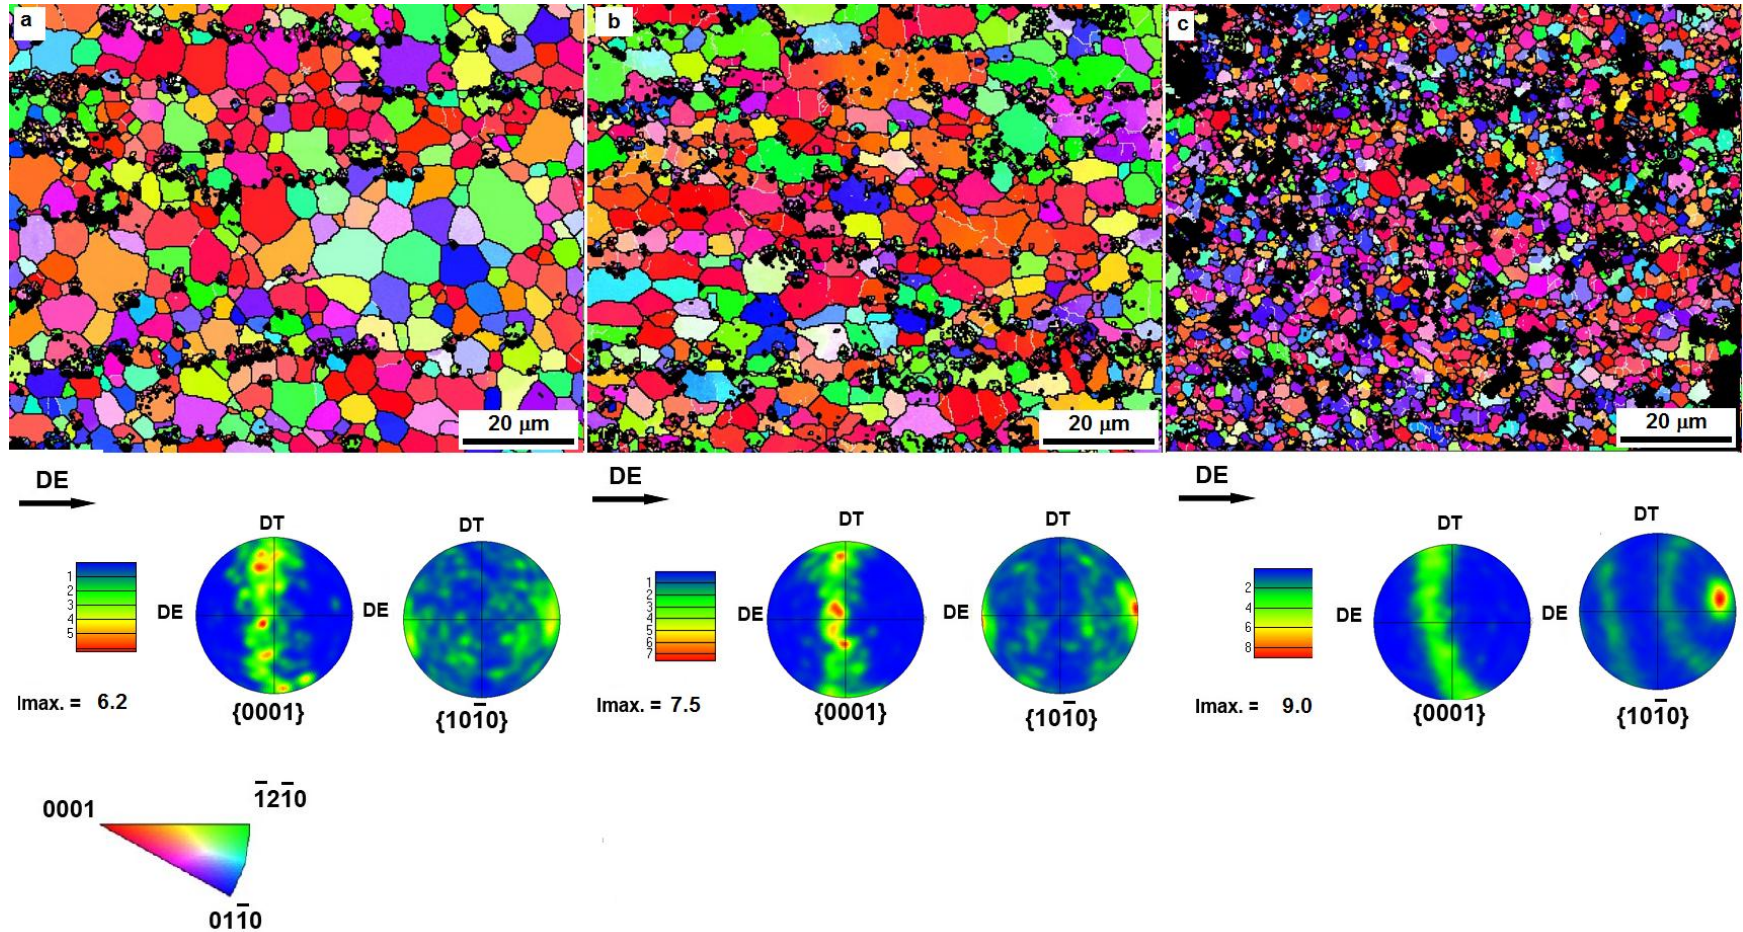 a
b
c
20 μm
20 μm
20 μm
DE
DE
DE
DT
DT
DT
DT
DT
DT
1
2
3
4
5
DE
DE
1
2
3
4
5
6
7
DE
DE
2
4
6
8
DE
DE
Imax. = 6.2
{0001}
{101̅0}
Imax. = 7.5
{0001}
{101̅0}
Imax. = 9.0
{0001}
{101̅0}
0001
1̅21̅0
011̅0